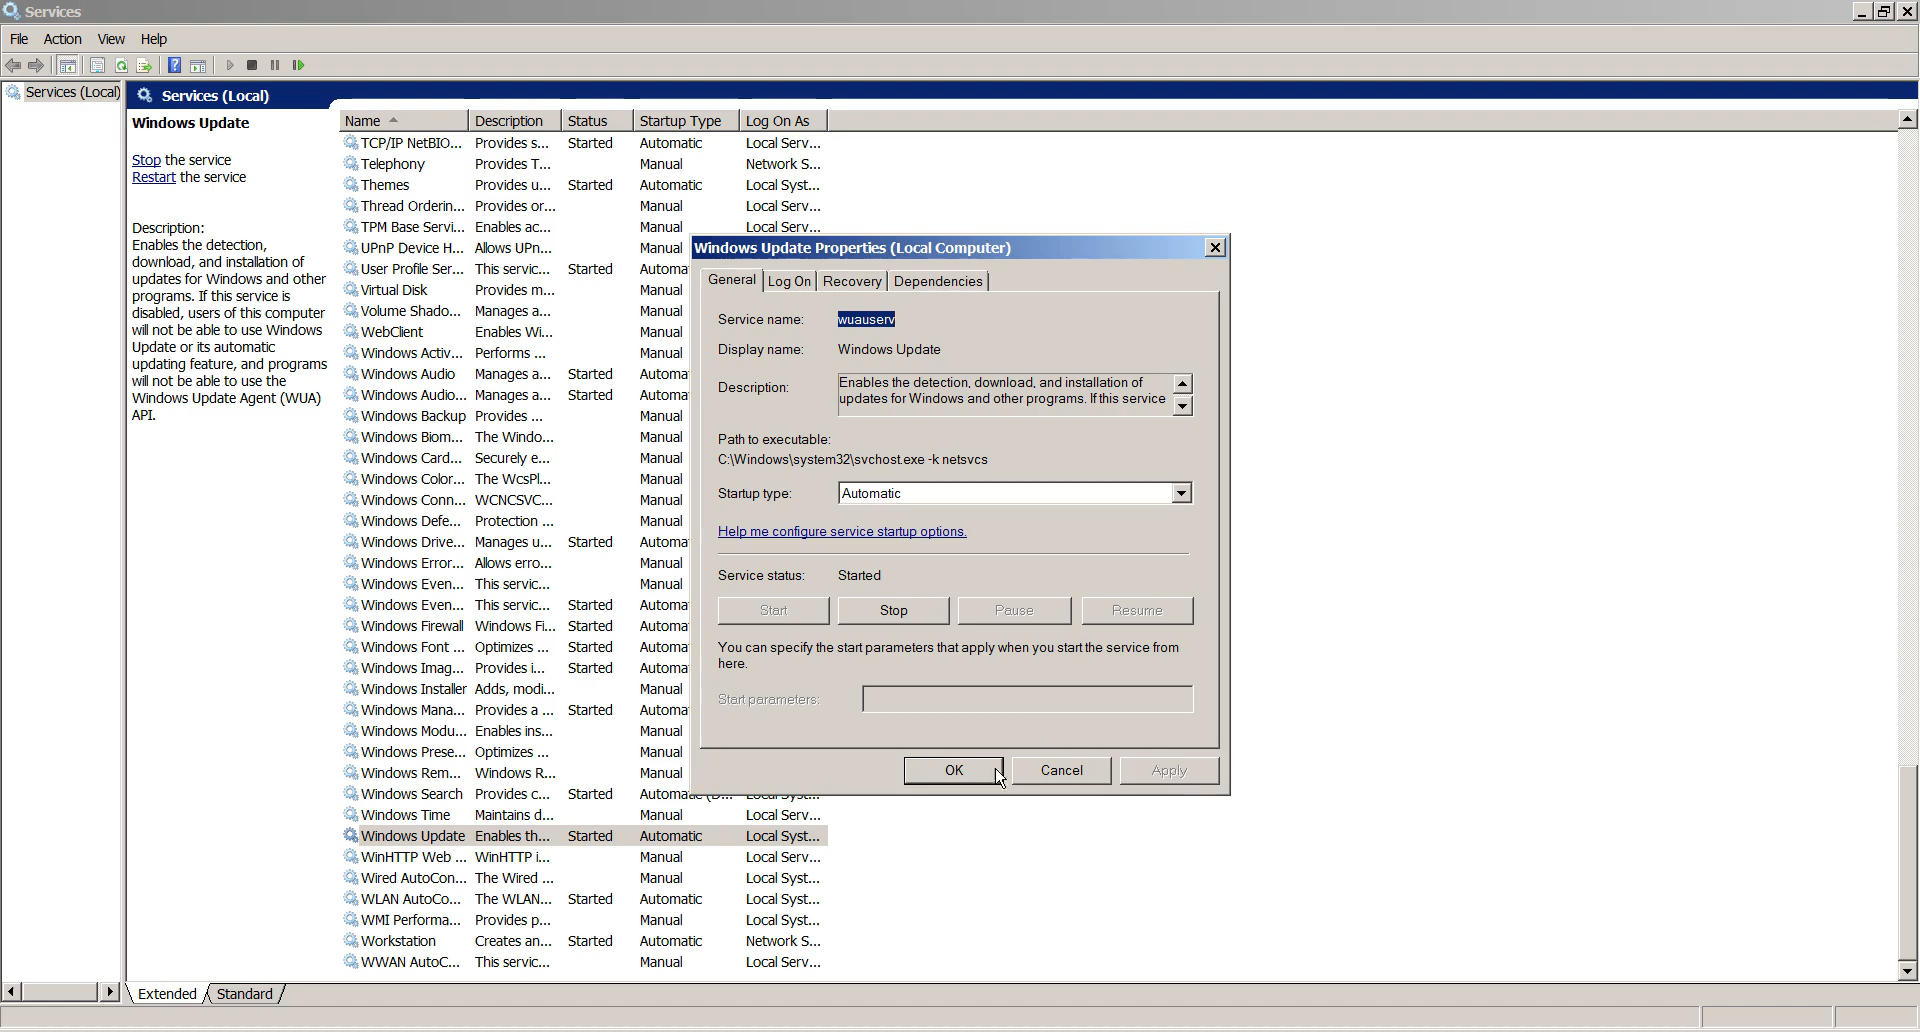 Services
File Action View Help
Services (Local)
Services (Local)
Windows Update
Stop the service
Restart the service
Description:
Enables the detection,
download, and installation of
updates for Windows and other
programs. If this service is
disabled, users of this computer
will not be able to use Windows
Update or its automatic
updating feature, and programs
will not be able to use the
Windows Update Agent (WUA)
API.
Name Description Status Startup Type Log On As
TCP/IP NetBIO... Provides s... Started Automatic Local Serv...
Telephony Provides T... Manual Network S...
Themes Provides u... Started Automatic Local Syst...
Thread Orderin... Provides or... Manual Local Serv...
TPM Base Servi... Enables ac... Manual Local Serv...
UPnP Device H... Allows UPn... Manual
User Profile Ser... This servic... Started Automa
Virtual Disk Provides m... Manual
Volume Shado... Manages a... Manual
WebClient Enables Wi... Manual
Windows Activ... Performs ... Manual
Windows Audio Manages a... Started Automa
Windows Audio... Manages a... Started Automa
Windows Backup Provides ... Manual
Windows Biom... The Windo... Manual
Windows Card... Securely e... Manual
Windows Color... The WcsPl... Manual
Windows Conn... WCNCSVC... Manual
Windows Defe... Protection ... Manual
Windows Drive... Manages u... Started Automa
Windows Error... Allows erro... Manual
Windows Even... This servic... Manual
Windows Even... This servic... Started Automa
Windows Firewall Windows Fi... Started Automa
Windows Font ... Optimizes ... Started Automa
Windows Imag... Provides i... Started Automa
Windows Installer Adds, modi... Manual
Windows Mana... Provides a ... Started Automa
Windows Modu... Enables ins... Manual
Windows Prese... Optimizes ... Manual
Windows Rem... Windows R... Manual
Windows Search Provides c... Started Automatic (D... Local Syst...
Windows Time Maintains d... Manual Local Serv...
Windows Update Enables th... Started Automatic Local Syst...
WinHTTP Web ... WinHTTP i... Manual Local Serv...
Wired AutoCon... The Wired ... Manual Local Syst...
WLAN AutoCo... The WLAN... Started Automatic Local Syst...
WMI Performa... Provides p... Manual Local Syst...
Workstation Creates an... Started Automatic Network S...
WWAN AutoC... This servic... Manual Local Serv...
Windows Update Properties (Local Computer)
General Log On Recovery Dependencies
Service name: wuauserv
Display name: Windows Update
Description: Enables the detection, download, and installation of
updates for Windows and other programs. If this service
Path to executable:
C:\Windows\system32\svchost.exe -k netsvcs
Startup type: Automatic
Help me configure service startup options.
Service status: Started
Start Stop Pause Resume
You can specify the start parameters that apply when you start the service from
here.
Start parameters:
OK Cancel Apply
Extended Standard